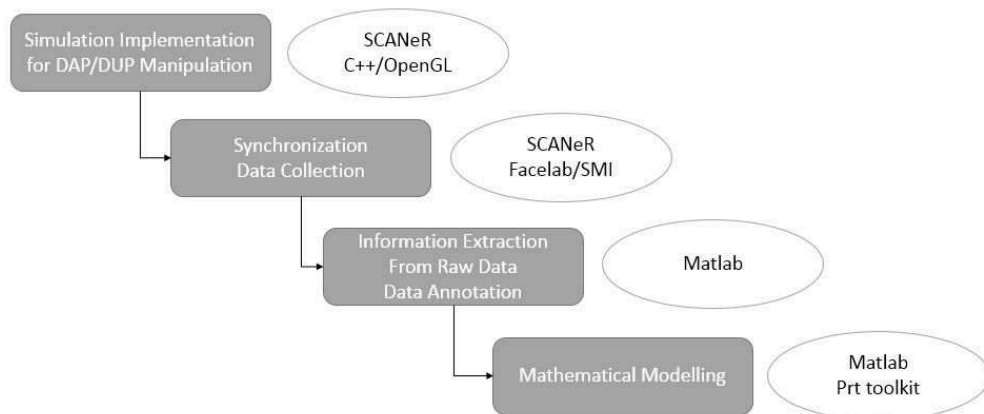 Simulation Implementation
for DAP/DUP Manipulation
SCANeR
C++/OpenGL
Synchronization
Data Collection
SCANeR
Facelab/SMI
Information Extraction
From Raw Data
Data Annotation
Matlab
Mathematical Modelling
Matlab
Prt toolkit